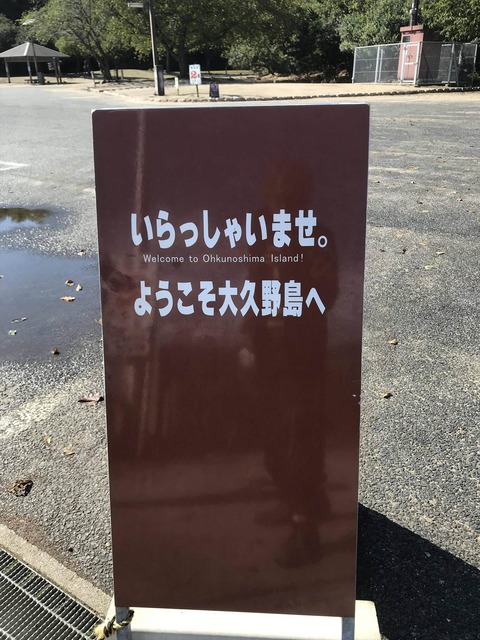 いらっしゃいませ。
Welcome to Ohkunoshima Island!
ようこそ大久野島へ